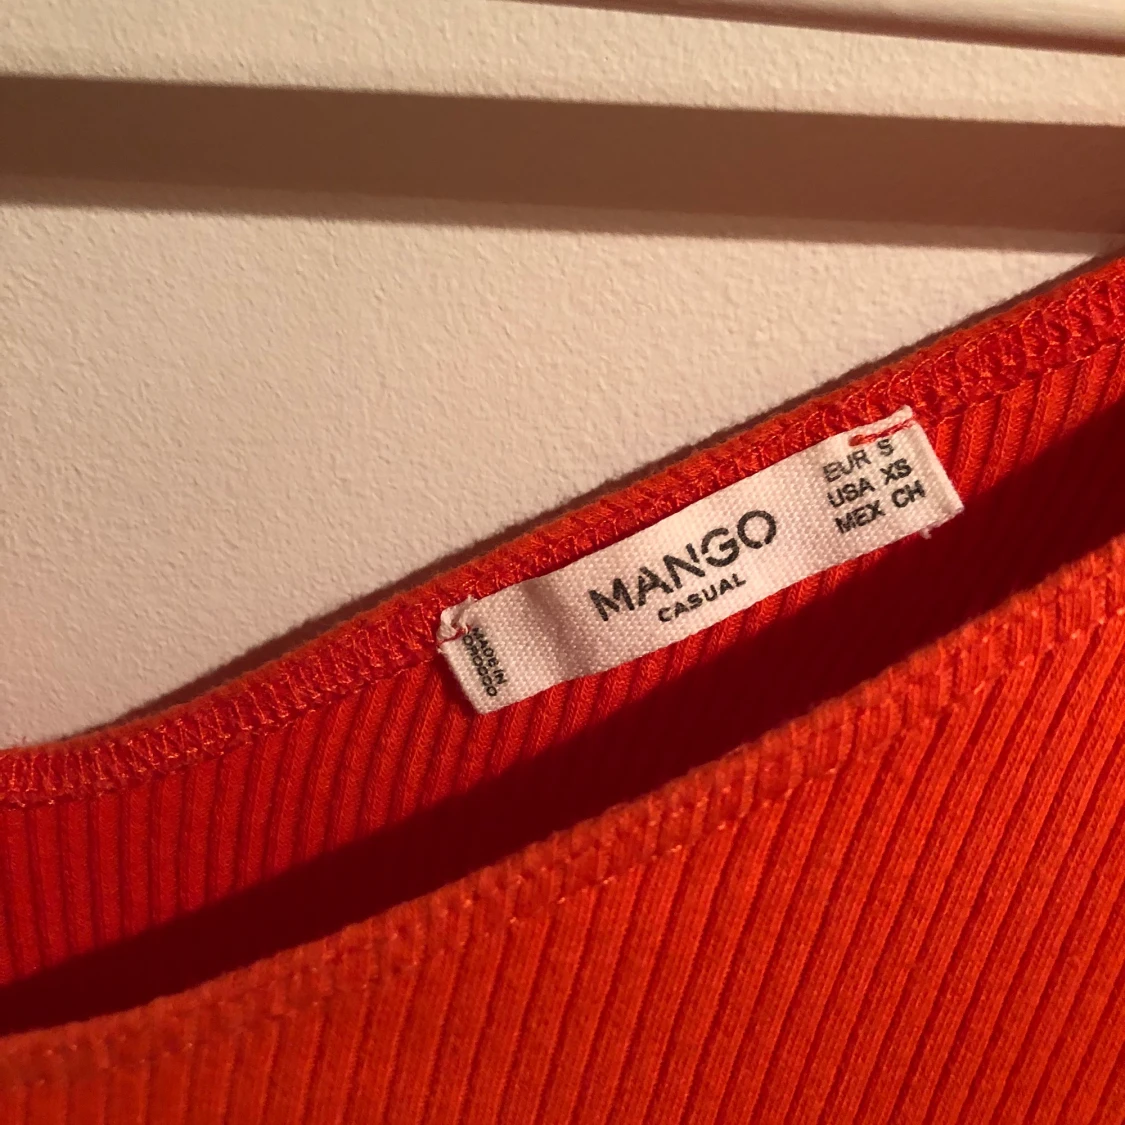 MANGO
CASUAL
EUR S
USA XS
MEX CH
MADE IN
MOROCCO